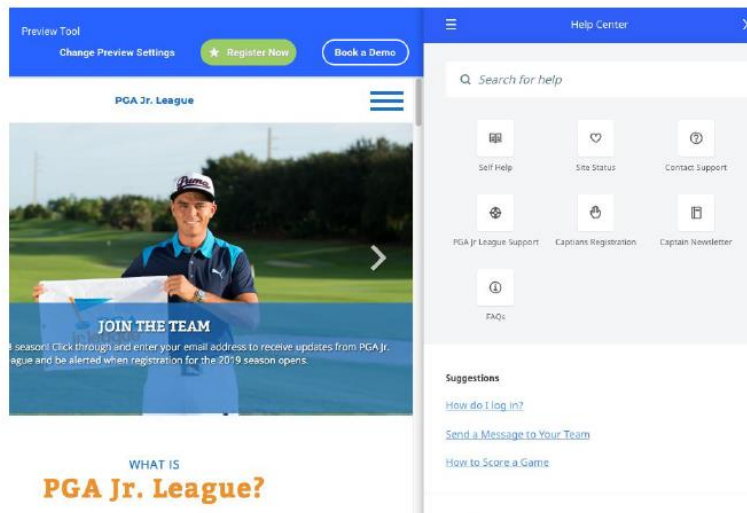 Preview Tool
Change Preview Settings
★ Register Now
Book a Demo
PGA Jr. League
PUMA
JOIN THE TEAM
season! Click through and enter your email address to receive updates from PGA Jr.
ague and be alerted when registration for the 2019 season opens.
WHAT IS
PGA Jr. League?
Help Center
Search for help
Self Help
Site Status
Contact Support
PGA Jr League Support
Captians Registration
Captain Newsletter
FAQs
Suggestions
How do I log in?
Send a Message to Your Team
How to Score a Game